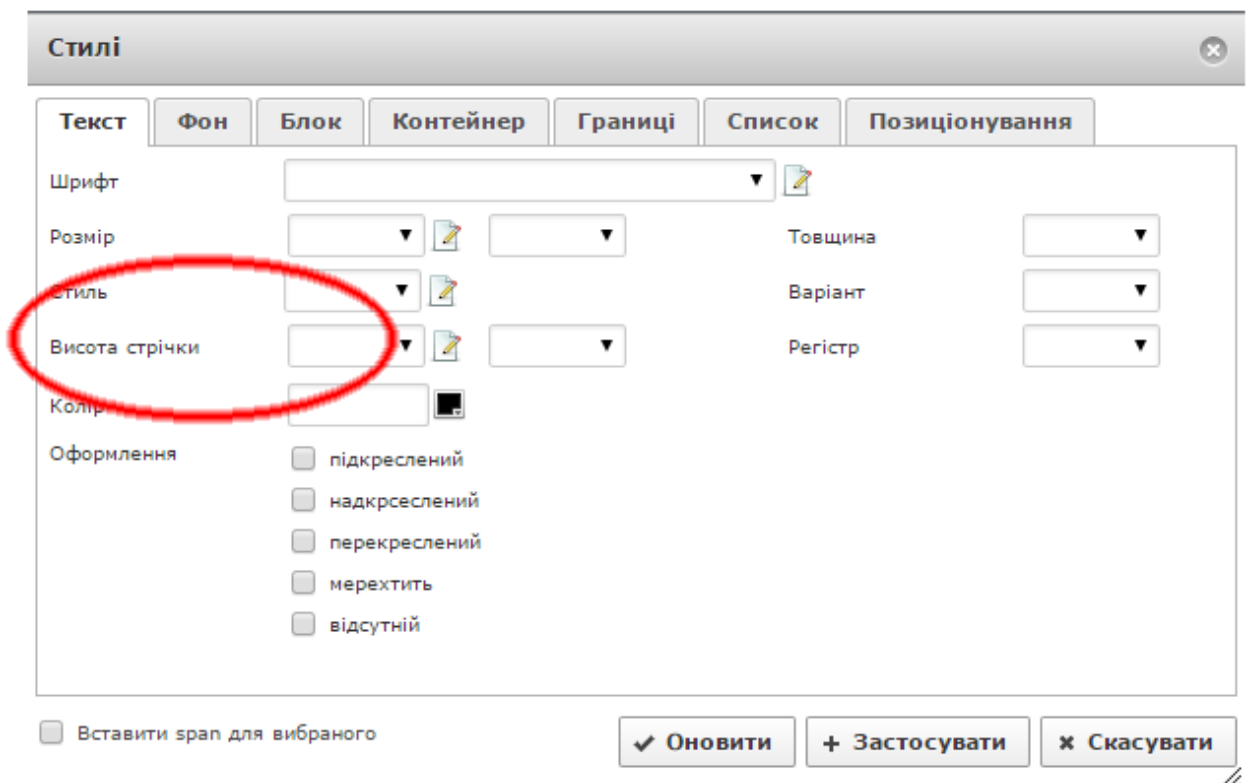 Стилі
Текст Фон Блок Контейнер Границі Список Позиціонування
Шрифт
Розмір Товщина
Стиль Варіант
Висота стрічки Регістр
Колір
Оформлення
підкреслений
надкрсеслений
перекреслений
мерехтить
відсутній
Вставити span для вибраного Оновити Застосувати Скасувати